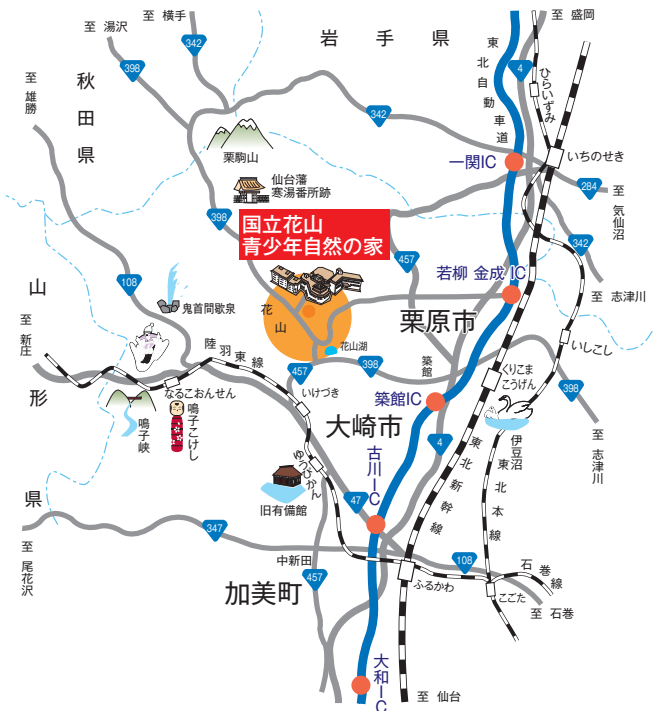 至 盛岡
至 横手
至 湯沢
岩手県
342
398
4
東北自動車道
ひらいずみ
秋田県
至 雄勝
342
栗駒山
一関IC
いちのせき
284
至 気仙沼
仙台藩
寒湯番所跡
398
国立花山
青少年自然の家
457
342
至 志津川
若柳 金成 IC
108
鬼首間歇泉
花山
栗原市
山形県
至 新庄
陸羽東線
花山湖
398
築館
いしこし
457
くりこま
こうげん
398
なるこおんせん
いけづき
築館IC
鳴子峡
鳴子こけし
大崎市
4
伊豆沼
至 志津川
古川IC
ゆうびかん
東北新幹線
東北本線
旧有備館
47
347
至 尾花沢
中新田
108
石巻線
457
ふるかわ
こごた
加美町
至 石巻
大和IC
至 仙台